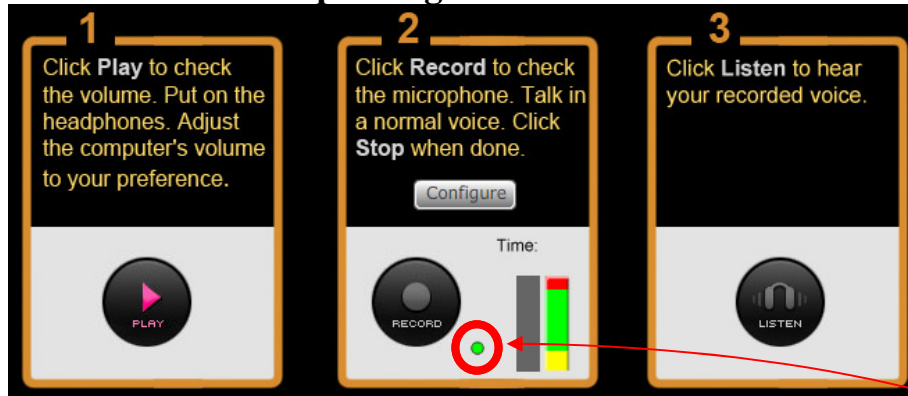 1
Click Play to check
the volume. Put on the
headphones. Adjust
the computer's volume
to your preference.
PLAY
2
Click Record to check
the microphone. Talk in
a normal voice. Click
Stop when done.
Configure
Time:
RECORD
3
Click Listen to hear
your recorded voice.
LISTEN